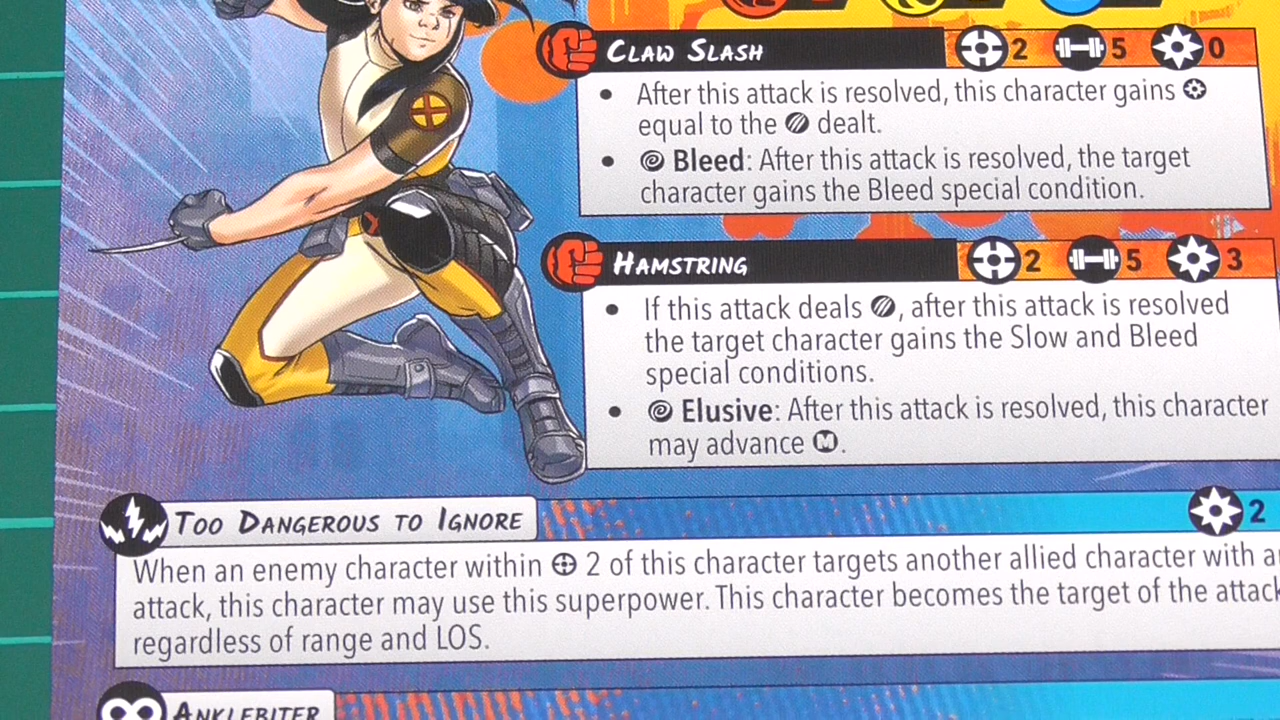 CLAW SLASH 2 5 0
• After this attack is resolved, this character gains
equal to the dealt.
• Bleed: After this attack is resolved, the target
character gains the Bleed special condition.
HAMSTRING 2 5 3
• If this attack deals , after this attack is resolved
the target character gains the Slow and Bleed
special conditions.
• Elusive: After this attack is resolved, this character
may advance M.
TOO DANGEROUS TO IGNORE 2
When an enemy character within 2 of this character targets another allied character with
attack, this character may use this superpower. This character becomes the target of the attack
regardless of range and LOS.
ANKLEBITER